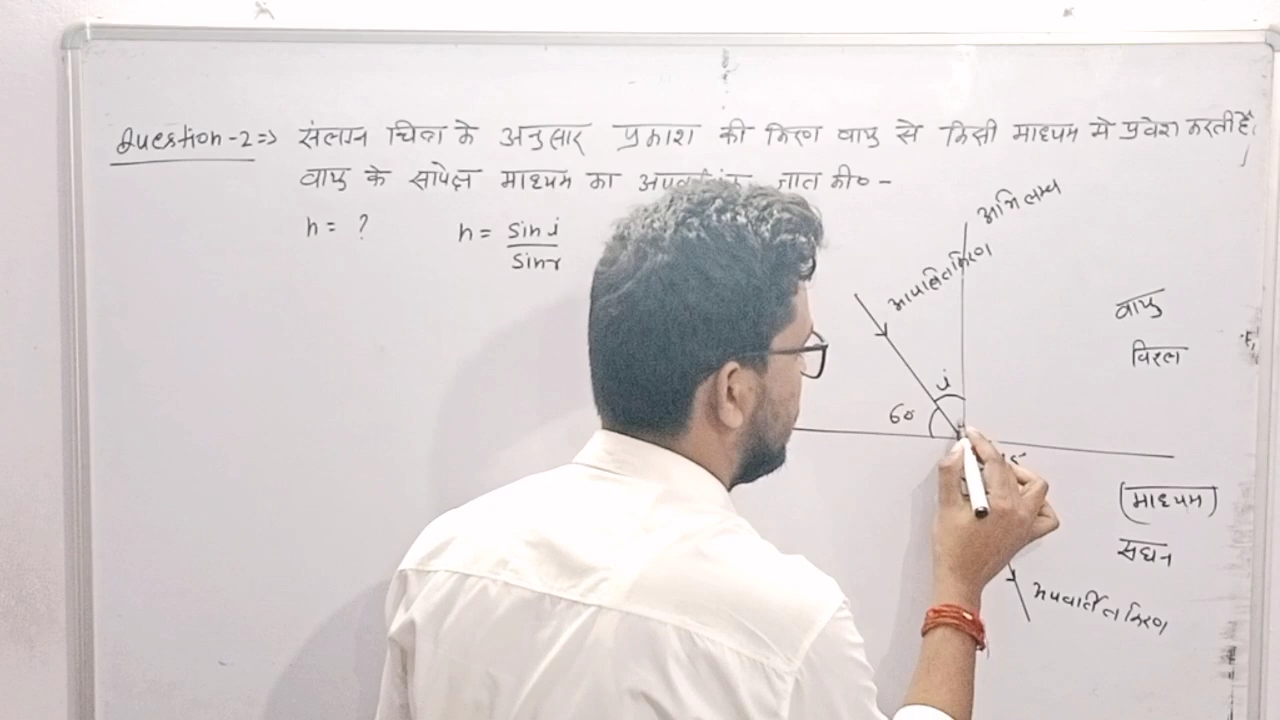 Question-2=> संलग्न चित्र के अनुसार प्रकाश की किरण वायु से किसी माध्यम मे प्रवेश करती है,
वायु के सापेक्ष माध्यम का ज्ञात की० -
n = ? n = sin i / sin r
अभिलम्ब
आपतित किरण
वायु
विरल
i
60
(माध्यम)
सघन
अपवर्तित किरण